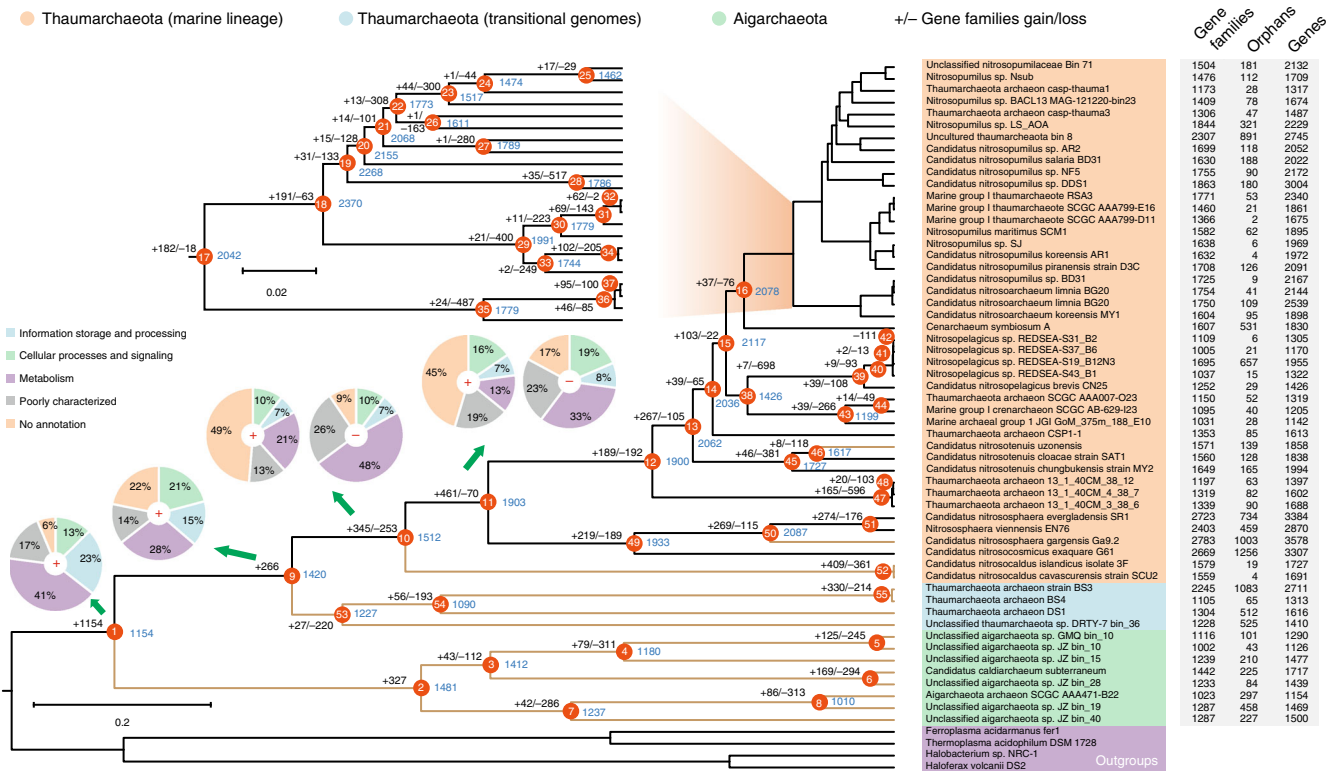 Thaumarchaeota (marine lineage)
Thaumarchaeota (transitional genomes)
Aigarchaeota
+/– Gene families gain/loss
Gene families
Orphans
Genes
Unclassified nitrosopumilaceae Bin 71 1504 181 2132
Nitrosopumilus sp. Nsub 1476 112 1709
Thaumarchaeota archaeon casp-thauma1 1173 28 1317
Nitrosopumilus sp. BACL13 MAG-121220-bin23 1409 78 1674
Thaumarchaeota archaeon casp-thauma3 1306 47 1487
Nitrosopumilus sp. LS_AOA 1844 321 2229
Uncultured thaumarchaeota bin 8 2307 891 2745
Candidatus nitrosopumilus sp. AR2 1699 118 2052
Candidatus nitrosopumilus salaria BD31 1630 188 2022
Candidatus nitrosopumilus sp. NF5 1755 90 2172
Candidatus nitrosopumilus sp. DDS1 1863 180 3004
Marine group I thaumarchaeote RSA3 1771 53 2340
Marine group I thaumarchaeote SCGC AAA799-E16 1460 21 1861
Marine group I thaumarchaeote SCGC AAA799-D11 1366 2 1675
Nitrosopumilus maritimus SCM1 1582 62 1895
Nitrosopumilus sp. SJ 1638 6 1969
Candidatus nitrosopumilus koreensis AR1 1632 4 1972
Candidatus nitrosopumilus piranensis strain D3C 1708 126 2091
Candidatus nitrosopumilus sp. BD31 1725 9 2167
Candidatus nitrosoarchaeum limnia BG20 1754 41 2144
Candidatus nitrosoarchaeum limnia BG20 1750 109 2539
Candidatus nitrosoarchaeum koreensis MY1 1604 95 1898
Cenarchaeum symbiosum A 1607 531 1830
Nitrosopelagicus sp. REDSEA-S31_B2 1109 6 1305
Nitrosopelagicus sp. REDSEA-S37_B6 1005 21 1170
Nitrosopelagicus sp. REDSEA-S19_B12N3 1695 657 1955
Nitrosopelagicus sp. REDSEA-S43_B1 1037 15 1322
Candidatus nitrosopelagicus brevis CN25 1252 29 1426
Thaumarchaeota archaeon SCGC AAA007-O23 1150 52 1319
Marine group I crenarchaeon SCGC AB-629-I23 1095 40 1205
Marine archaeal group 1 JGI GoM_375m_188_E10 1031 28 1142
Thaumarchaeota archaeon CSP1-1 1353 85 1613
Candidatus nitrosotenuis uzonensis 1571 139 1858
Candidatus nitrosotenuis cloacae strain SAT1 1560 128 1838
Candidatus nitrosotenuis chungbukensis strain MY2 1649 165 1994
Thaumarchaeota archaeon 13_1_40CM_38_12 1197 63 1397
Thaumarchaeota archaeon 13_1_40CM_4_38_7 1319 82 1602
Thaumarchaeota archaeon 13_1_40CM_3_38_6 1339 90 1688
Candidatus nitrososphaera evergladensis SR1 2723 734 3384
Nitrososphaera viennensis EN76 2403 459 2870
Candidatus nitrososphaera gargensis Ga9.2 2783 1003 3578
Candidatus nitrosocosmicus exaquare G61 2669 1256 3307
Candidatus nitrosocaldus islandicus isolate 3F 1579 19 1727
Candidatus nitrosocaldus cavascurensis strain SCU2 1559 4 1691
Thaumarchaeota archaeon strain BS3 2245 1083 2711
Thaumarchaeota archaeon BS4 1105 65 1313
Thaumarchaeota archaeon DS1 1304 512 1616
Unclassified thaumarchaeota sp. DRTY-7 bin_36 1228 525 1410
Unclassified aigarchaeota sp. GMQ bin_10 1116 101 1290
Unclassified aigarchaeota sp. JZ bin_10 1002 43 1126
Unclassified aigarchaeota sp. JZ bin_15 1239 210 1477
Candidatus caldiarchaeum subterraneum 1442 225 1717
Unclassified aigarchaeota sp. JZ bin_28 1233 84 1439
Aigarchaeota archaeon SCGC AAA471-B22 1023 297 1154
Unclassified aigarchaeota sp. JZ bin_19 1287 458 1469
Unclassified aigarchaeota sp. JZ bin_40 1287 227 1500
Ferroplasma acidarmanus fer1
Thermoplasma acidophilum DSM 1728
Halobacterium sp. NRC-1
Haloferax volcanii DS2
Outgroups
+17/–29 25 1462
+1/–44 24 1474
+44/–300 23 1517
+13/–308 22 1773
+1/–163 26 1611
+14/–101 21 2068
+1/–280 27 1789
+15/–128 20 2155
+31/–133 19 2268
+35/–517 28 1786
+191/–63 18 2370
+62/–2 32
+69/–143 31
+11/–223 30 1779
+21/–400 29 1991
+102/–205 34
+2/–249 33 1744
+182/–18 17 2042
+95/–100 37
+46/–85 36
+24/–487 35 1779
0.02
Information storage and processing
Cellular processes and signaling
Metabolism
Poorly characterized
No annotation
+37/–76 16 2078
+103/–22 15 2117
–111 42
+2/–13 41
+9/–93 40
+39/–108 39
+7/–698 38 1426
+14/–49 44
+39/–266 43 1199
+39/–65 14 2036
+267/–105 13 2062
+8/–118 46 1617
+46/–381 45 1727
+189/–192 12 1900
+20/–103 48
+165/–596 47
+461/–70 11 1903
+274/–176 51
+269/–115 50 2087
+219/–189 49 1933
+345/–253 10 1512
+409/–361 52
+266 9 1420
+330/–214 55
+56/–193 54 1090
+27/–220 53 1227
+1154 1 1154
+125/–245 5
+79/–311 4 1180
+43/–112 3 1412
+169/–294 6
+327 2 1481
+86/–313 8 1010
+42/–286 7 1237
0.2
45% 16% 7% 13% 19% +
17% 19% 8% 33% 23% –
49% 10% 7% 21% 13% +
9% 10% 7% 48% 26% –
22% 21% 15% 28% 14% +
6% 13% 23% 41% 17% +